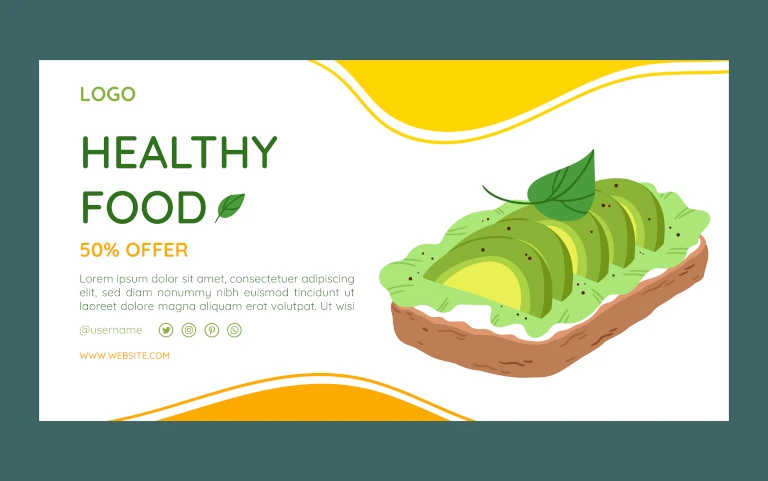 LOGO
HEALTHY
FOOD
50% OFFER
Lorem ipsum dolor sit amet, consectetuer adipiscing
elit, sed diam nonummy nibh euismod tincidunt ut
laoreet dolore magna aliquam erat volutpat. Ut wisi
@username
WWW.WEBSITE.COM